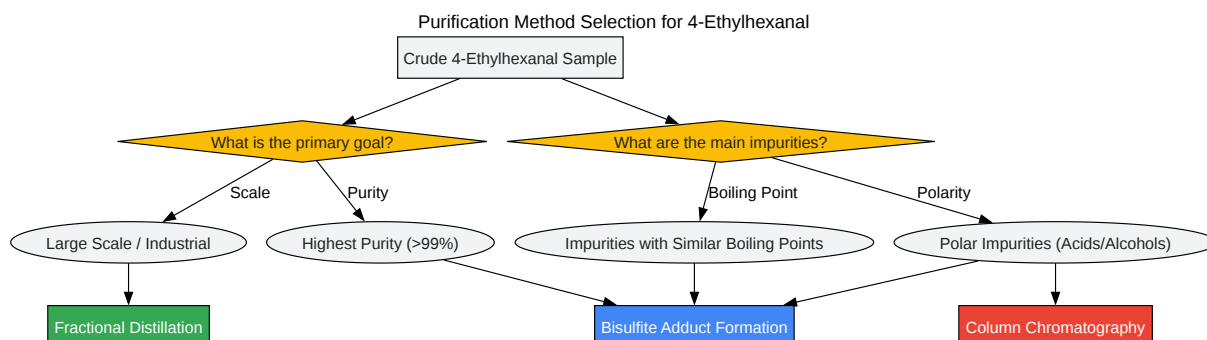 Purification Method Selection for 4-Ethylhexanal
Crude 4-Ethylhexanal Sample
What is the primary goal?
What are the main impurities?
Scale
Purity
Boiling Point
Polarity
Large Scale / Industrial
Highest Purity (>99%)
Impurities with Similar Boiling Points
Polar Impurities (Acids/Alcohols)
Fractional Distillation
Bisulfite Adduct Formation
Column Chromatography